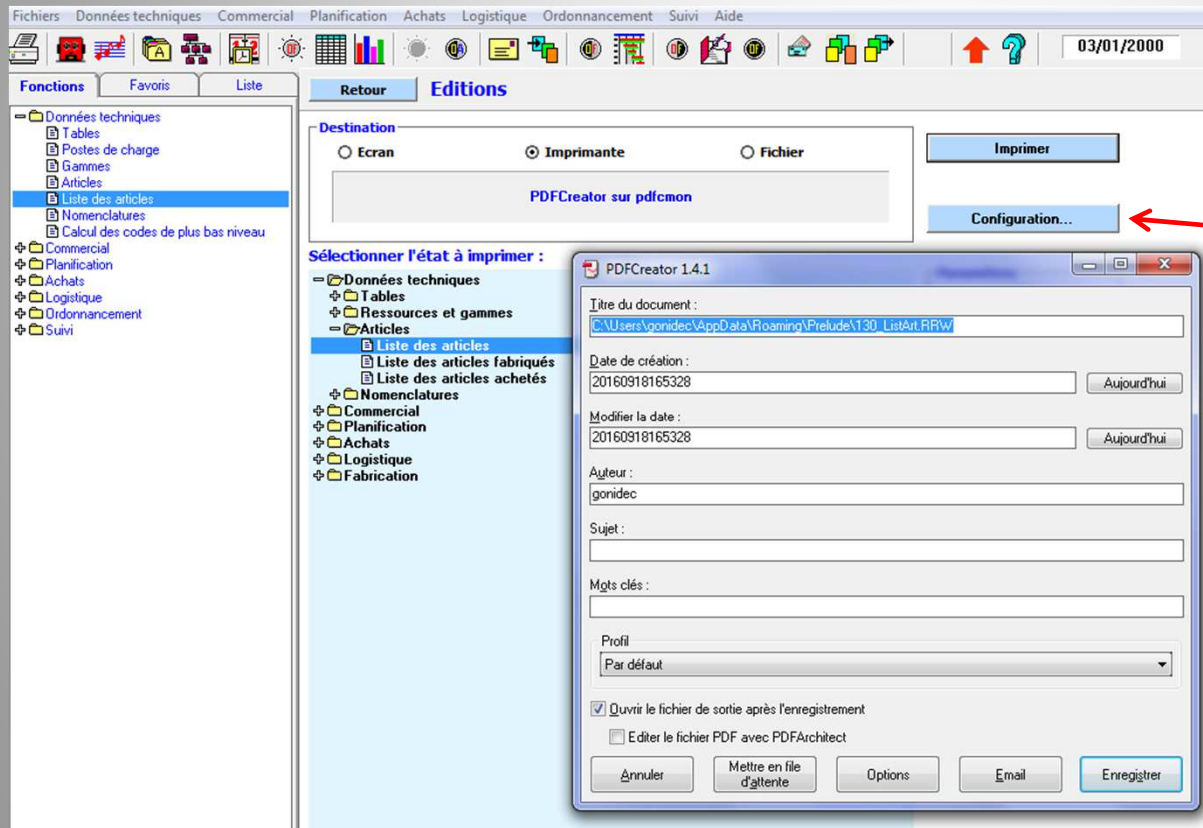 Fichiers Données techniques Commercial Planification Achats Logistique Ordonnancement Suivi Aide
03/01/2000
Fonctions Favoris Liste
Retour Editions
Données techniques
Tables
Postes de charge
Gammes
Articles
Liste des articles
Nomenclatures
Calcul des codes de plus bas niveau
Commercial
Planification
Achats
Logistique
Ordonnancement
Suivi
Destination
Ecran Imprimante Fichier
PDFCreator sur pdfcmon
Imprimer
Configuration...
Sélectionner l'état à imprimer :
Données techniques
Tables
Ressources et gammes
Articles
Liste des articles
Liste des articles fabriqués
Liste des articles achetés
Nomenclatures
Commercial
Planification
Achats
Logistique
Fabrication
PDFCreator 1.4.1
Titre du document :
C:\Users\gonidec\AppData\Roaming\Prelude\130_ListArt.RRW
Date de création :
20160918165328 Aujourd'hui
Modifier la date :
20160918165328 Aujourd'hui
Auteur :
gonidec
Sujet :
Mots clés :
Profil
Par défaut
Ouvrir le fichier de sortie après l'enregistrement
Editer le fichier PDF avec PDFArchitect
Annuler Mettre en file d'attente Options Email Enregistrer